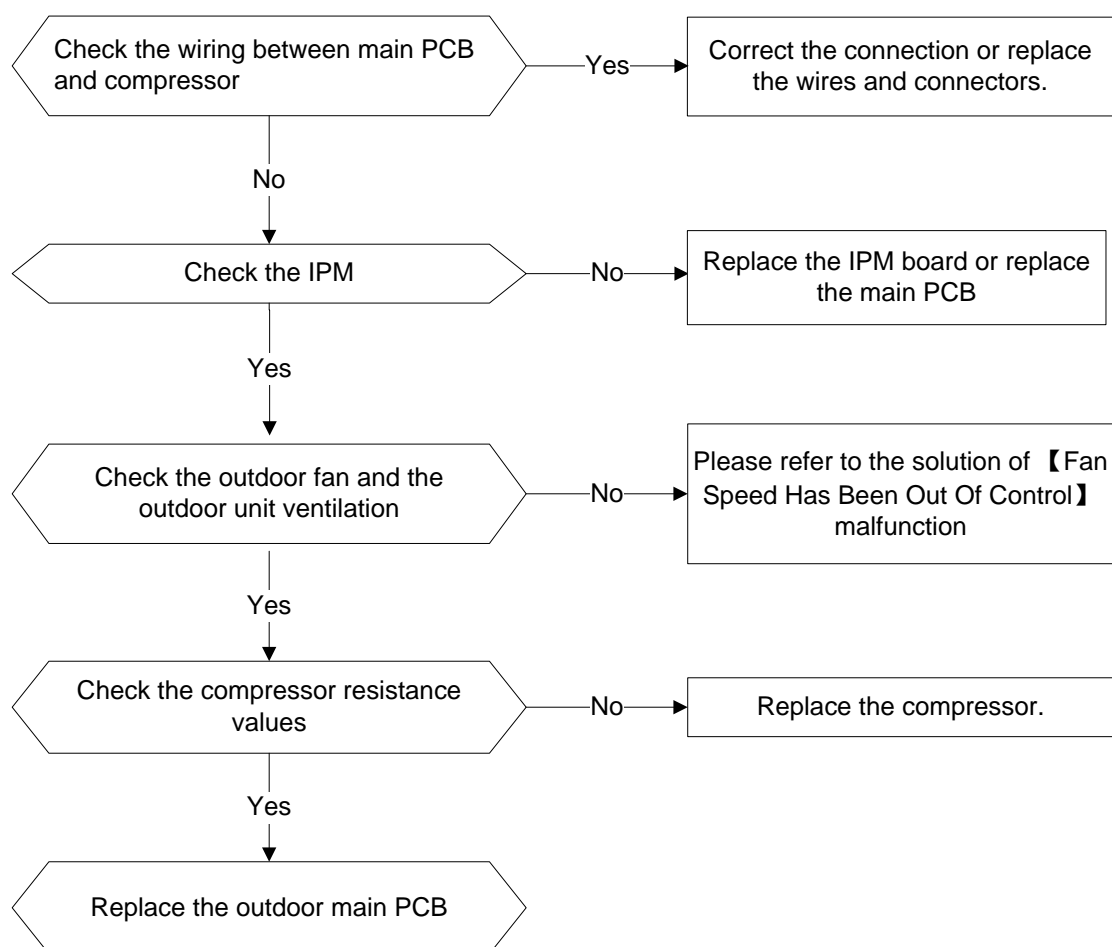 Check the wiring between main PCB
and compressor
Yes
Correct the connection or replace
the wires and connectors.
No
Check the IPM
No
Replace the IPM board or replace
the main PCB
Yes
Check the outdoor fan and the
outdoor unit ventilation
No
Please refer to the solution of 【Fan
Speed Has Been Out Of Control】
malfunction
Yes
Check the compressor resistance
values
No
Replace the compressor.
Yes
Replace the outdoor main PCB